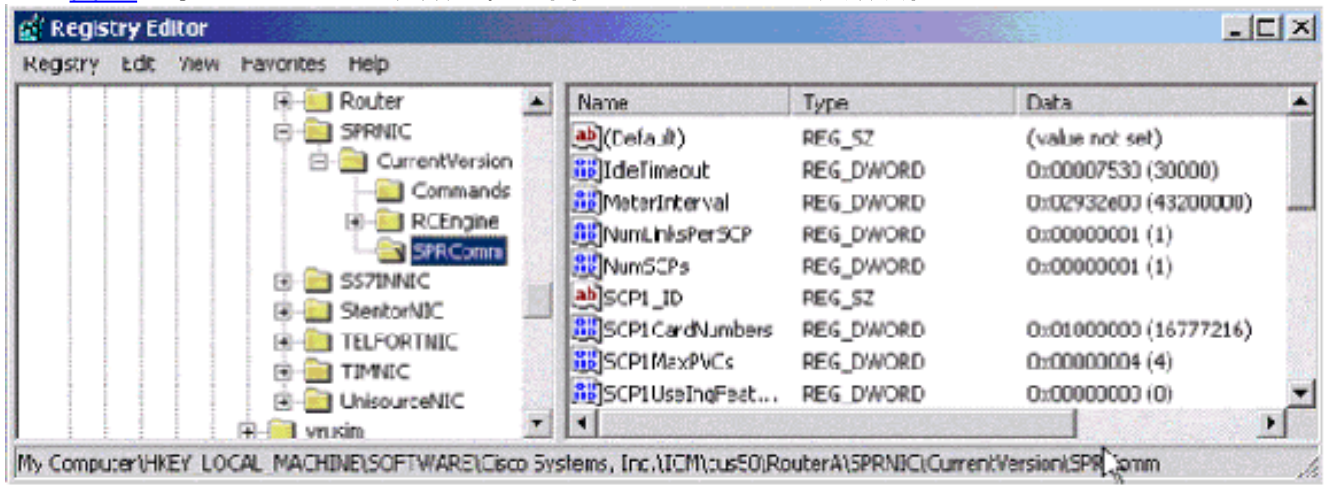 Registry Editor
Registry Edit View Favorites Help
Router
SPRNIC
CurrentVersion
Commands
RCEngine
SPRComm
SS7INNIC
StentorNIC
TELFORTNIC
TIMNIC
UnisourceNIC
vrusim
Name Type Data
(Default) REG_SZ (value not set)
IdleTimeout REG_DWORD 0x00007530 (30000)
MeterInterval REG_DWORD 0x02932e00 (43200000)
NumLinksPerSCP REG_DWORD 0x00000001 (1)
NumSCPs REG_DWORD 0x00000001 (1)
SCP1_ID REG_SZ
SCP1CardNumbers REG_DWORD 0x01000000 (16777216)
SCP1MaxPVCs REG_DWORD 0x00000004 (4)
SCP1UseInqFeat... REG_DWORD 0x00000000 (0)
My Computer\HKEY_LOCAL_MACHINE\SOFTWARE\Cisco Systems, Inc.\ICM\cus50\RouterA\SPRNIC\CurrentVersion\SPRComm